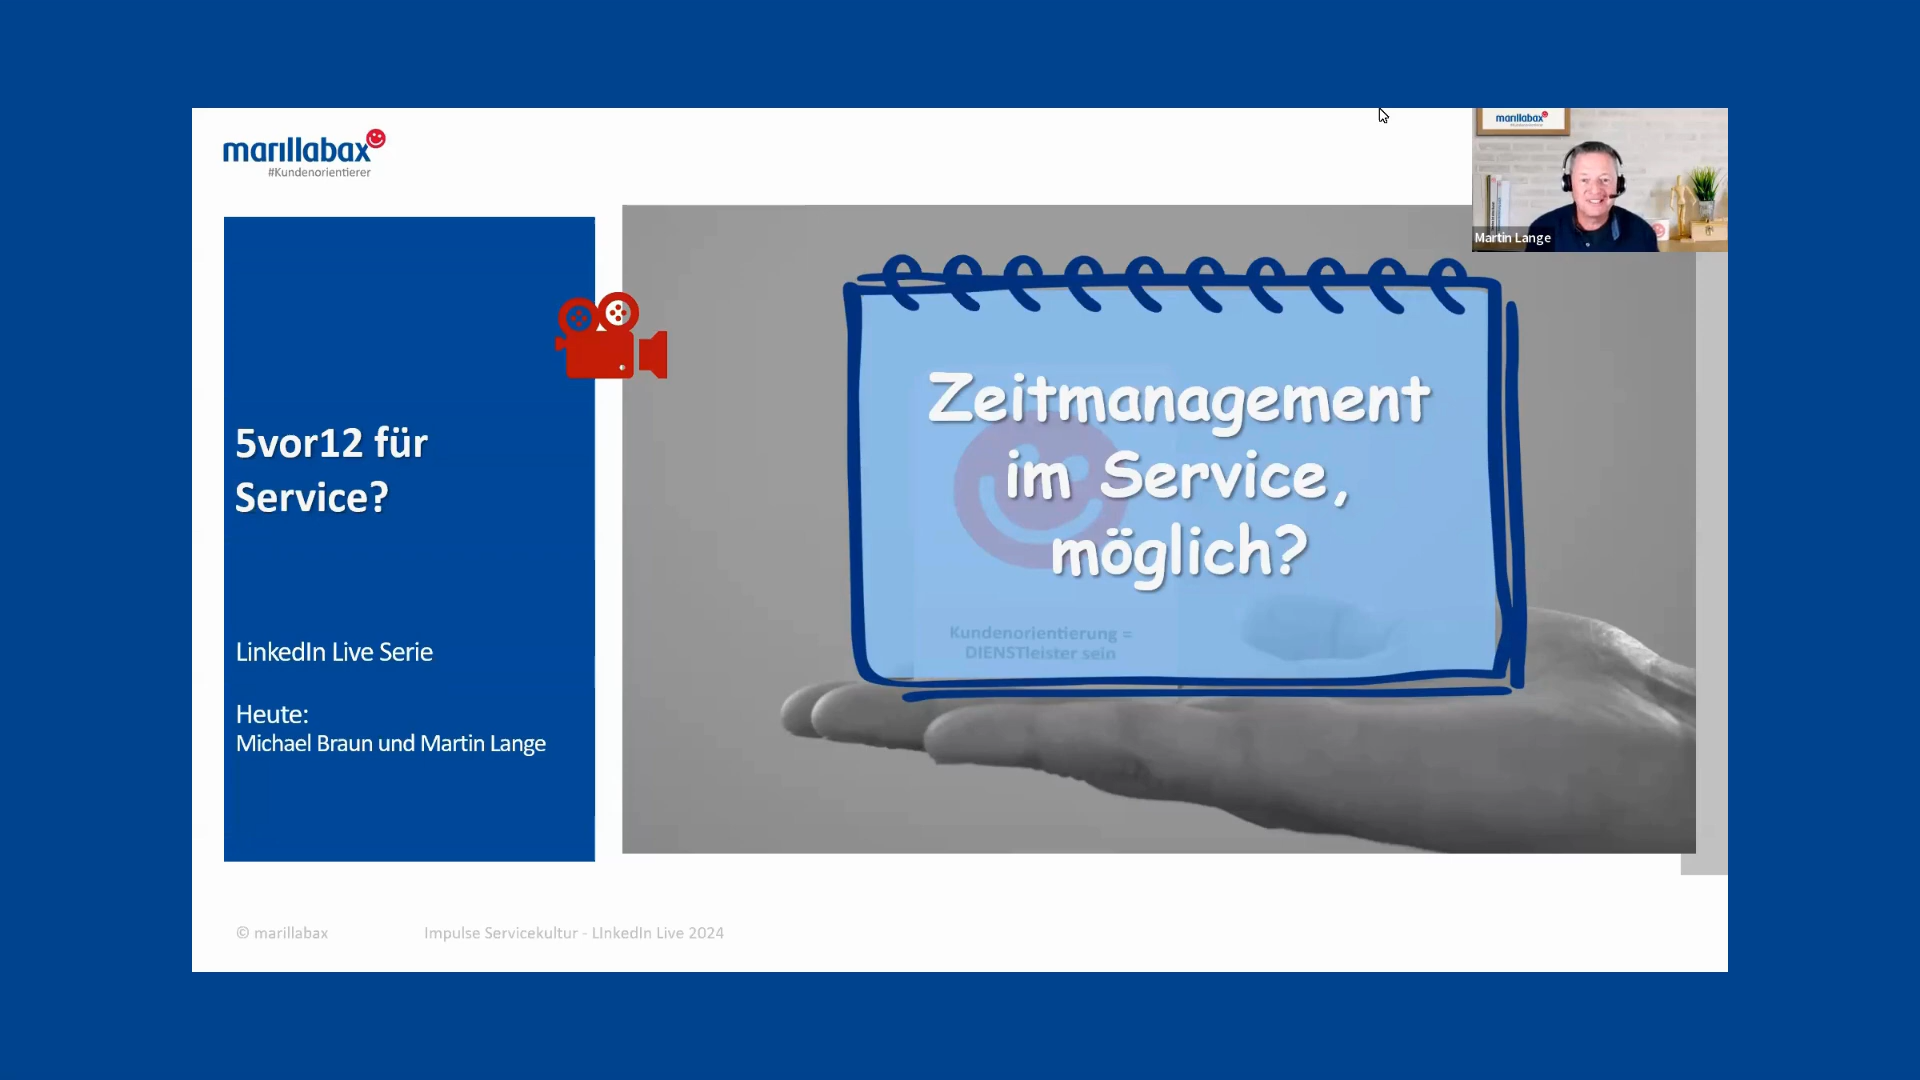 marillabax
#Kundenorientierer
marillabax
Martin Lange
5vor12 für
Service?
LinkedIn Live Serie
Heute:
Michael Braun und Martin Lange
Zeitmanagement
im Service,
möglich?
Kundenorientierung =
DIENSTleister sein
© marillabax
Impulse Servicekultur - LInkedIn Live 2024